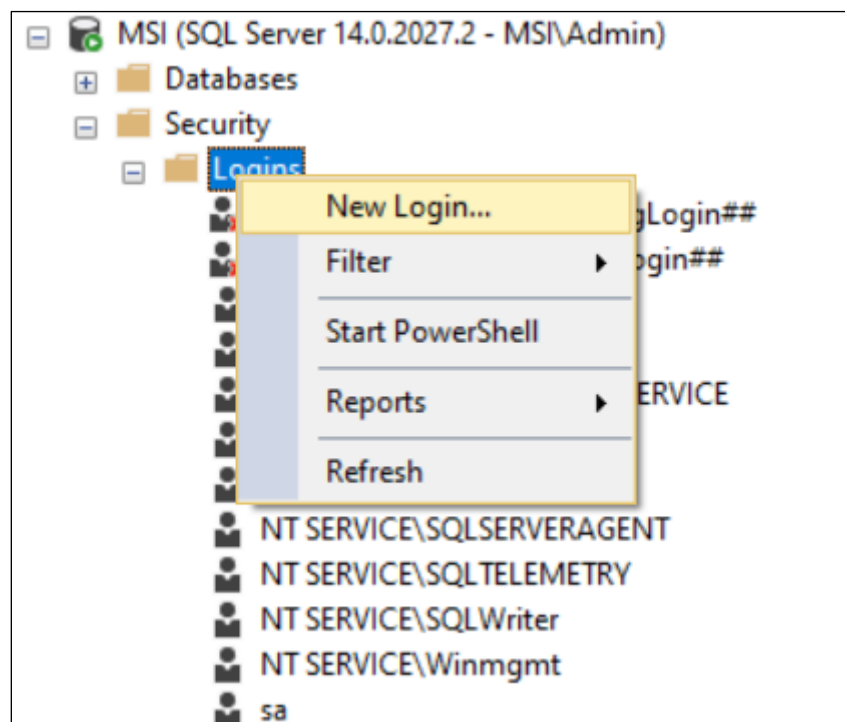 MSI (SQL Server 14.0.2027.2 - MSI\Admin)
Databases
Security
Logins
New Login...
gLogin##
Filter
ogin##
Start PowerShell
Reports
ERVICE
Refresh
NT SERVICE\SQLSERVERAGENT
NT SERVICE\SQLTELEMETRY
NT SERVICE\SQLWriter
NT SERVICE\Winmgmt
sa